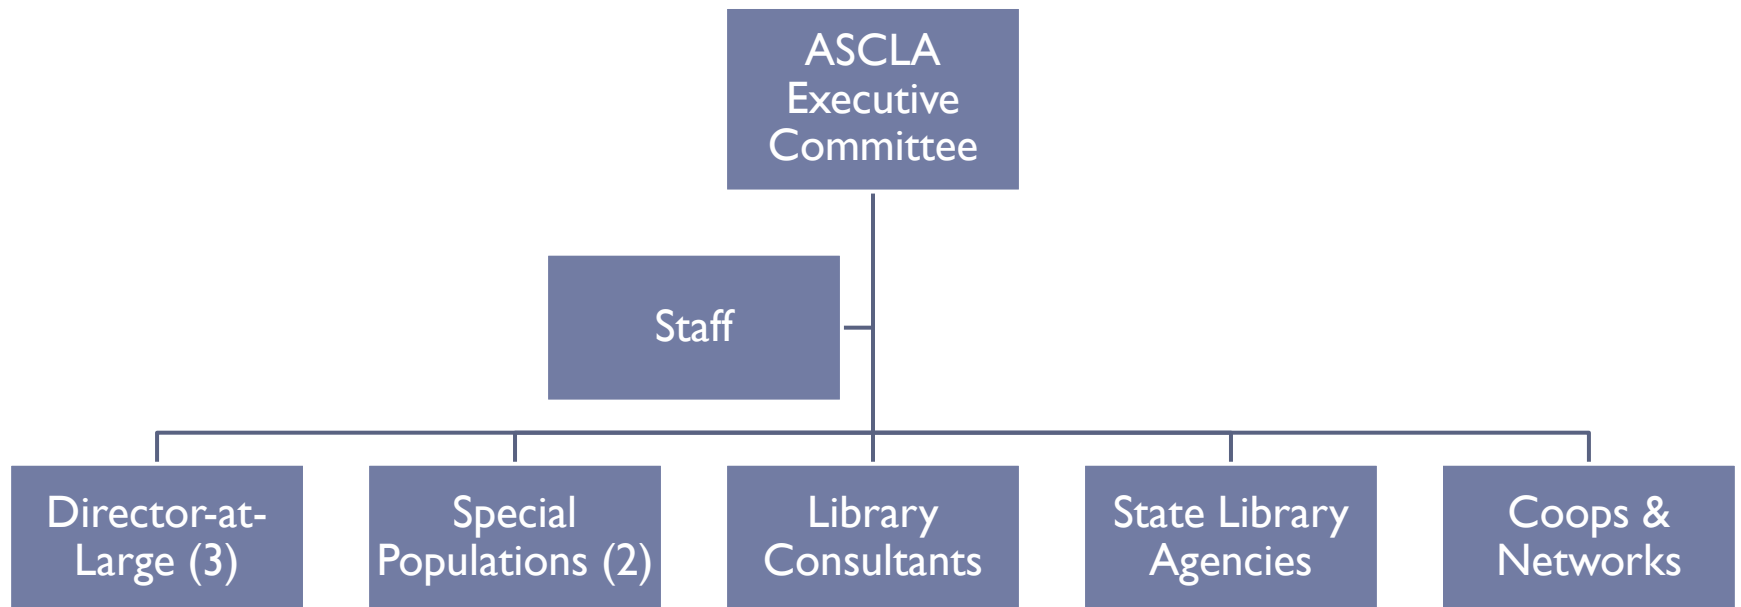 ASCLA
Executive
Committee
Staff
Director-at-
Large (3)
Special
Populations (2)
Library
Consultants
State Library
Agencies
Coops &
Networks